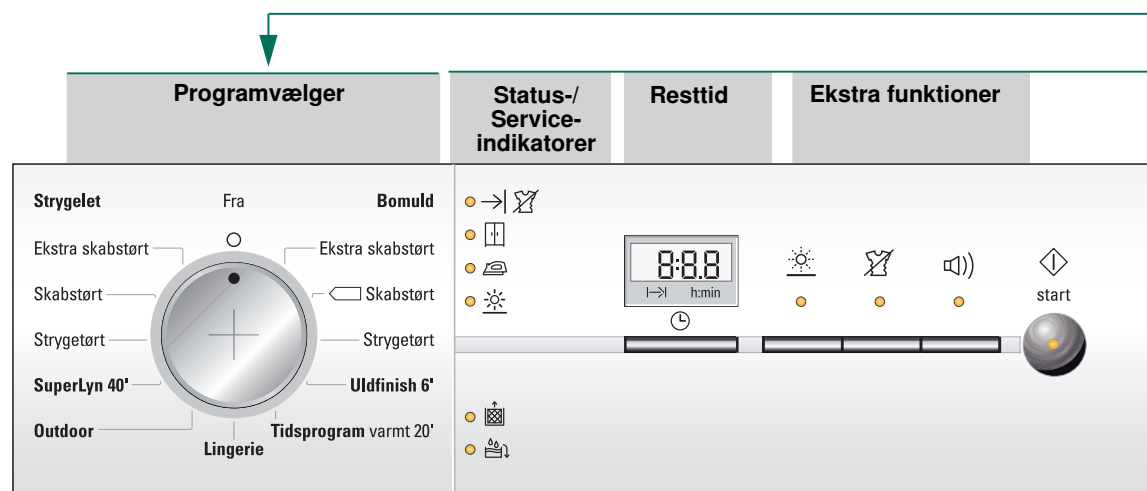 Programvælger
Status-/
Service-
indikatorer
Resttid
Ekstra funktioner
Strygelet
Fra
Bomuld
Ekstra skabstørt
Ekstra skabstørt
Skabstørt
Skabstørt
Strygetørt
Strygetørt
SuperLyn 40'
Uldfinish 6'
Outdoor
Tidsprogram varmt 20'
Lingerie
8:8.8
h:min
start